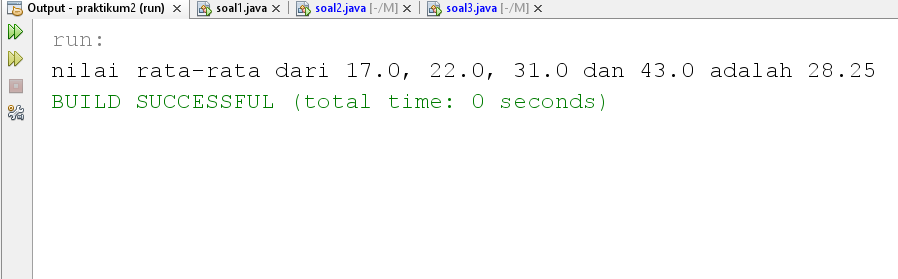 Output - praktikum2 (run) × soal1.java × soal2.java [-/M] × soal3.java [-/M] ×
run:
nilai rata-rata dari 17.0, 22.0, 31.0 dan 43.0 adalah 28.25
BUILD SUCCESSFUL (total time: 0 seconds)